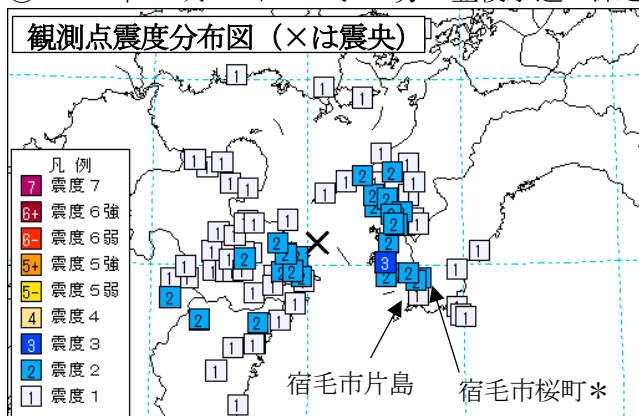 観測点震度分布図（×は震央）
凡 例
7 震度7
6+ 震度6強
6- 震度6弱
5+ 震度5強
5- 震度5弱
4 震度4
3 震度3
2 震度2
1 震度1
宿毛市片島
宿毛市桜町＊